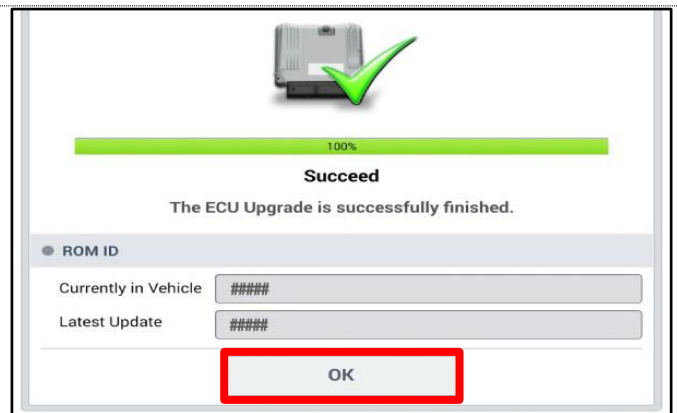 100%
Succeed
The ECU Upgrade is successfully finished.
ROM ID
Currently in Vehicle #####
Latest Update #####
OK